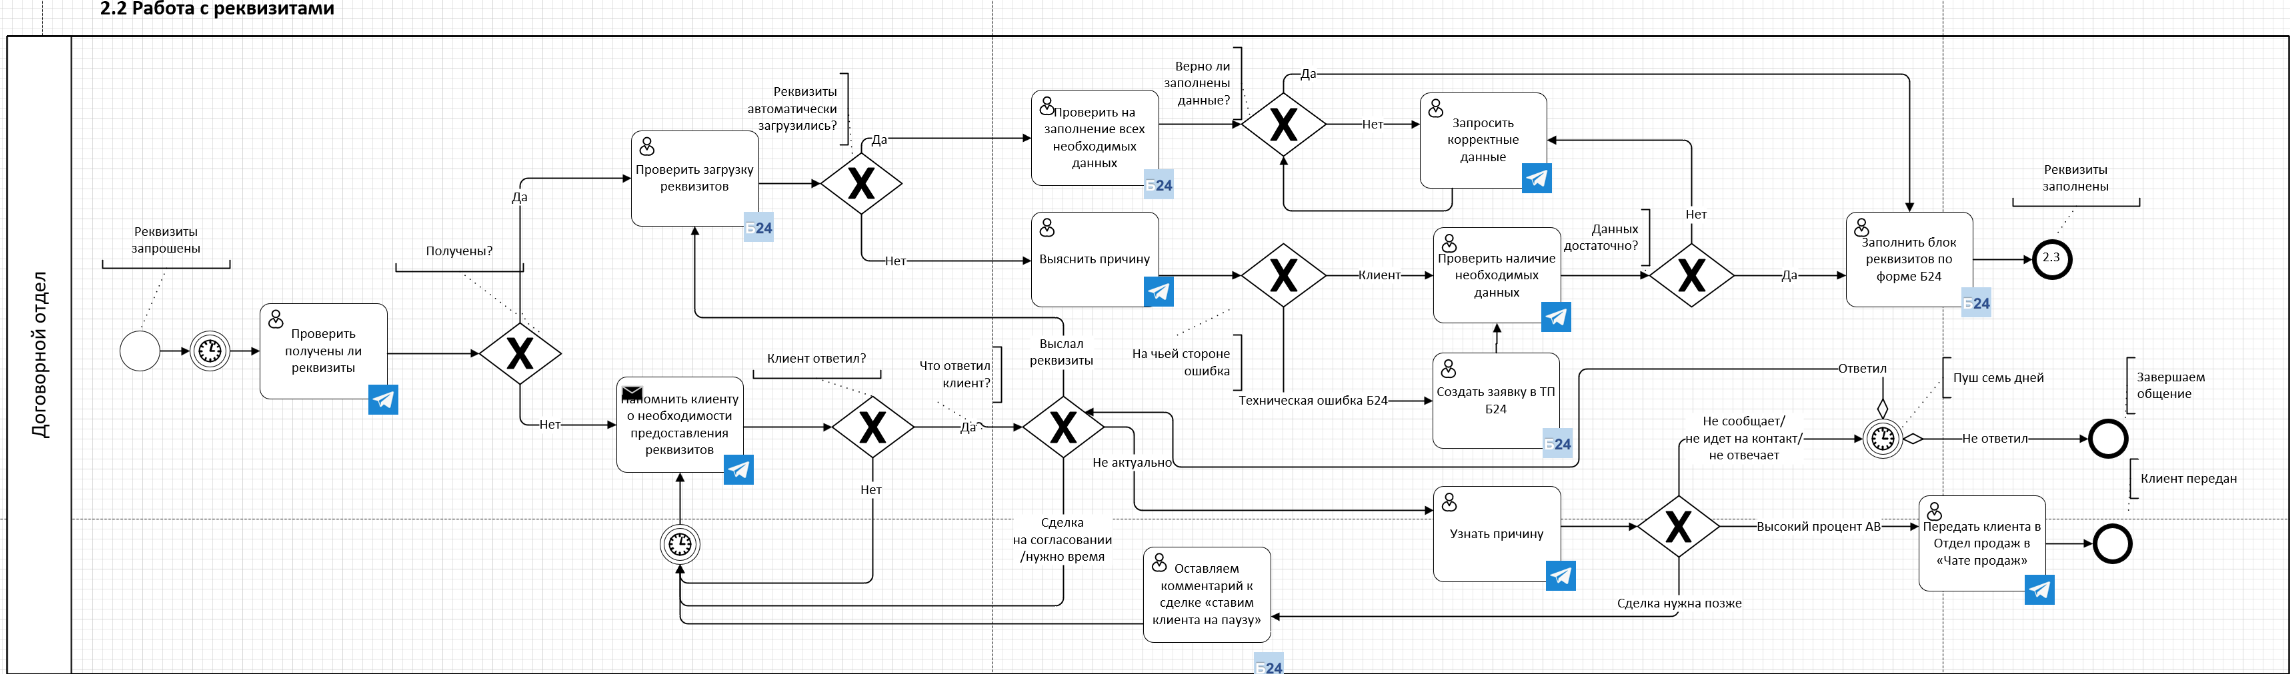 2.2 Работа с реквизитами
Договорной отдел
Реквизиты
запрошены
Проверить
получены ли
реквизиты
Получены?
Да
Нет
Проверить загрузку
реквизитов
Б24
Реквизиты
автоматически
загрузились?
Да
Нет
Проверить на
заполнение всех
необходимых
данных
Б24
Верно ли
заполнены
данные?
Да
Нет
Запросить
корректные
данные
Выяснить причину
На чьей стороне
ошибка
Клиент
Техническая ошибка Б24
Проверить наличие
необходимых
данных
Данных
достаточно?
Нет
Да
Создать заявку в ТП
Б24
Б24
Заполнить блок
реквизитов по
форме Б24
Б24
Реквизиты
заполнены
2.3
Напомнить клиенту
о необходимости
предоставления
реквизитов
Клиент ответил?
Да
Нет
Что ответил
клиент?
Выслал
реквизиты
Не актуально
Сделка
на согласовании
/нужно время
Узнать причину
Не сообщает/
не идет на контакт/
не отвечает
Высокий процент АВ
Сделка нужна позже
Ответил
Пуш семь дней
Не ответил
Завершаем
общение
Передать клиента в
Отдел продаж в
«Чате продаж»
Клиент передан
Оставляем
комментарий к
сделке «ставим
клиента на паузу»
Б24